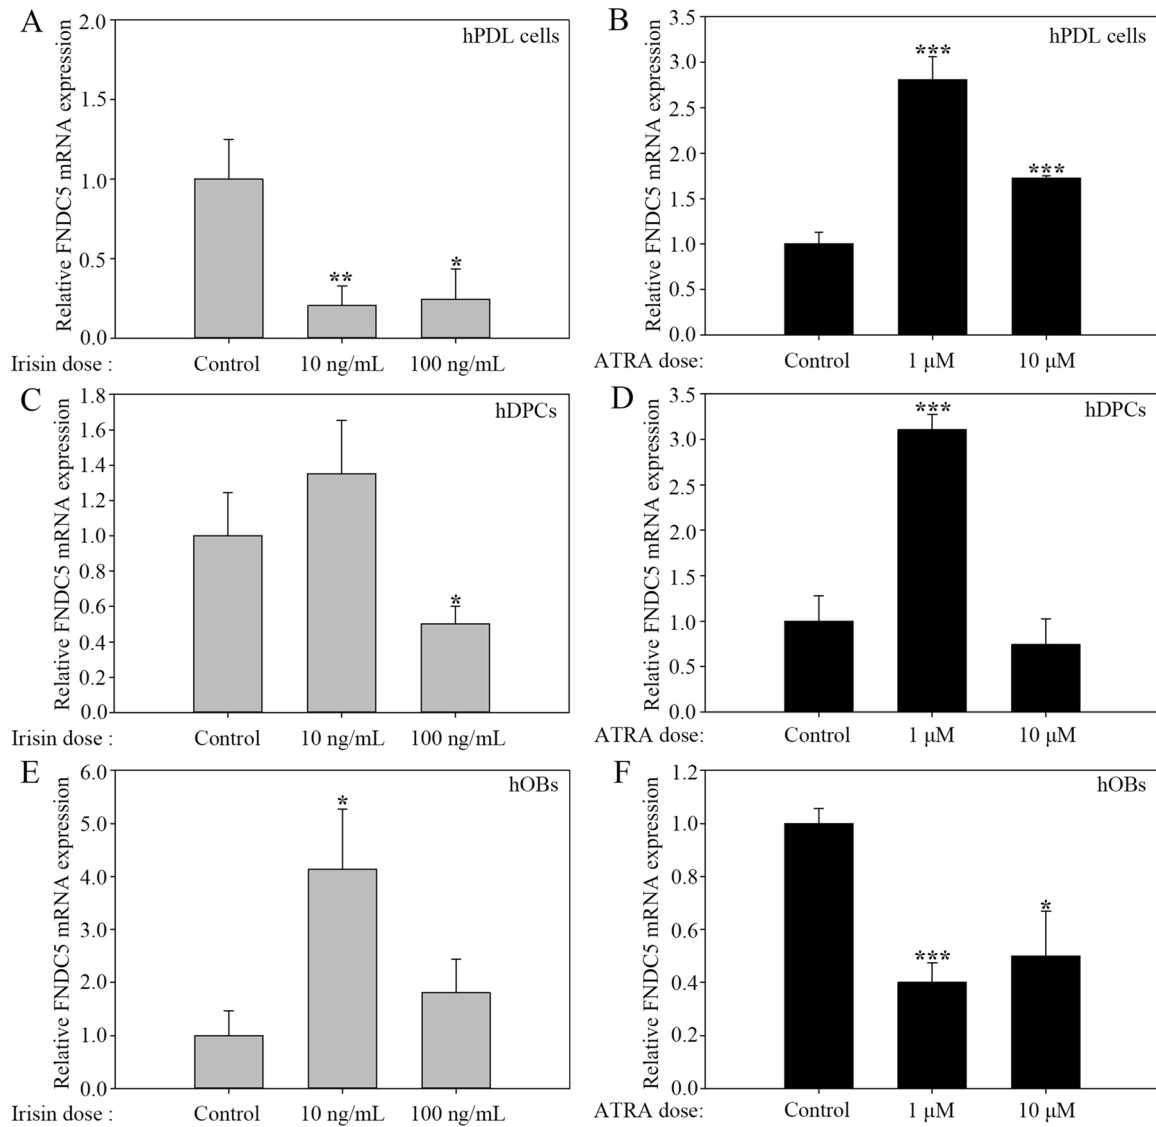 A
Relative FNDC5 mRNA expression
2.0
1.5
1.0
0.5
0.0
hPDL cells
** *
Irisin dose : Control 10 ng/mL 100 ng/mL
B
Relative FNDC5 mRNA expression
3.5
3.0
2.5
2.0
1.5
1.0
0.5
0.0
hPDL cells
*** ***
ATRA dose: Control 1 μM 10 μM
C
Relative FNDC5 mRNA expression
1.8
1.6
1.4
1.2
1.0
0.8
0.6
0.4
0.2
0.0
hDPCs
*
Irisin dose : Control 10 ng/mL 100 ng/mL
D
Relative FNDC5 mRNA expression
3.5
3.0
2.5
2.0
1.5
1.0
0.5
0.0
hDPCs
***
ATRA dose: Control 1 μM 10 μM
E
Relative FNDC5 mRNA expression
6.0
5.0
4.0
3.0
2.0
1.0
0.0
hOBs
*
Irisin dose : Control 10 ng/mL 100 ng/mL
F
Relative FNDC5 mRNA expression
1.2
1.0
0.8
0.6
0.4
0.2
0.0
hOBs
*** *
ATRA dose: Control 1 μM 10 μM